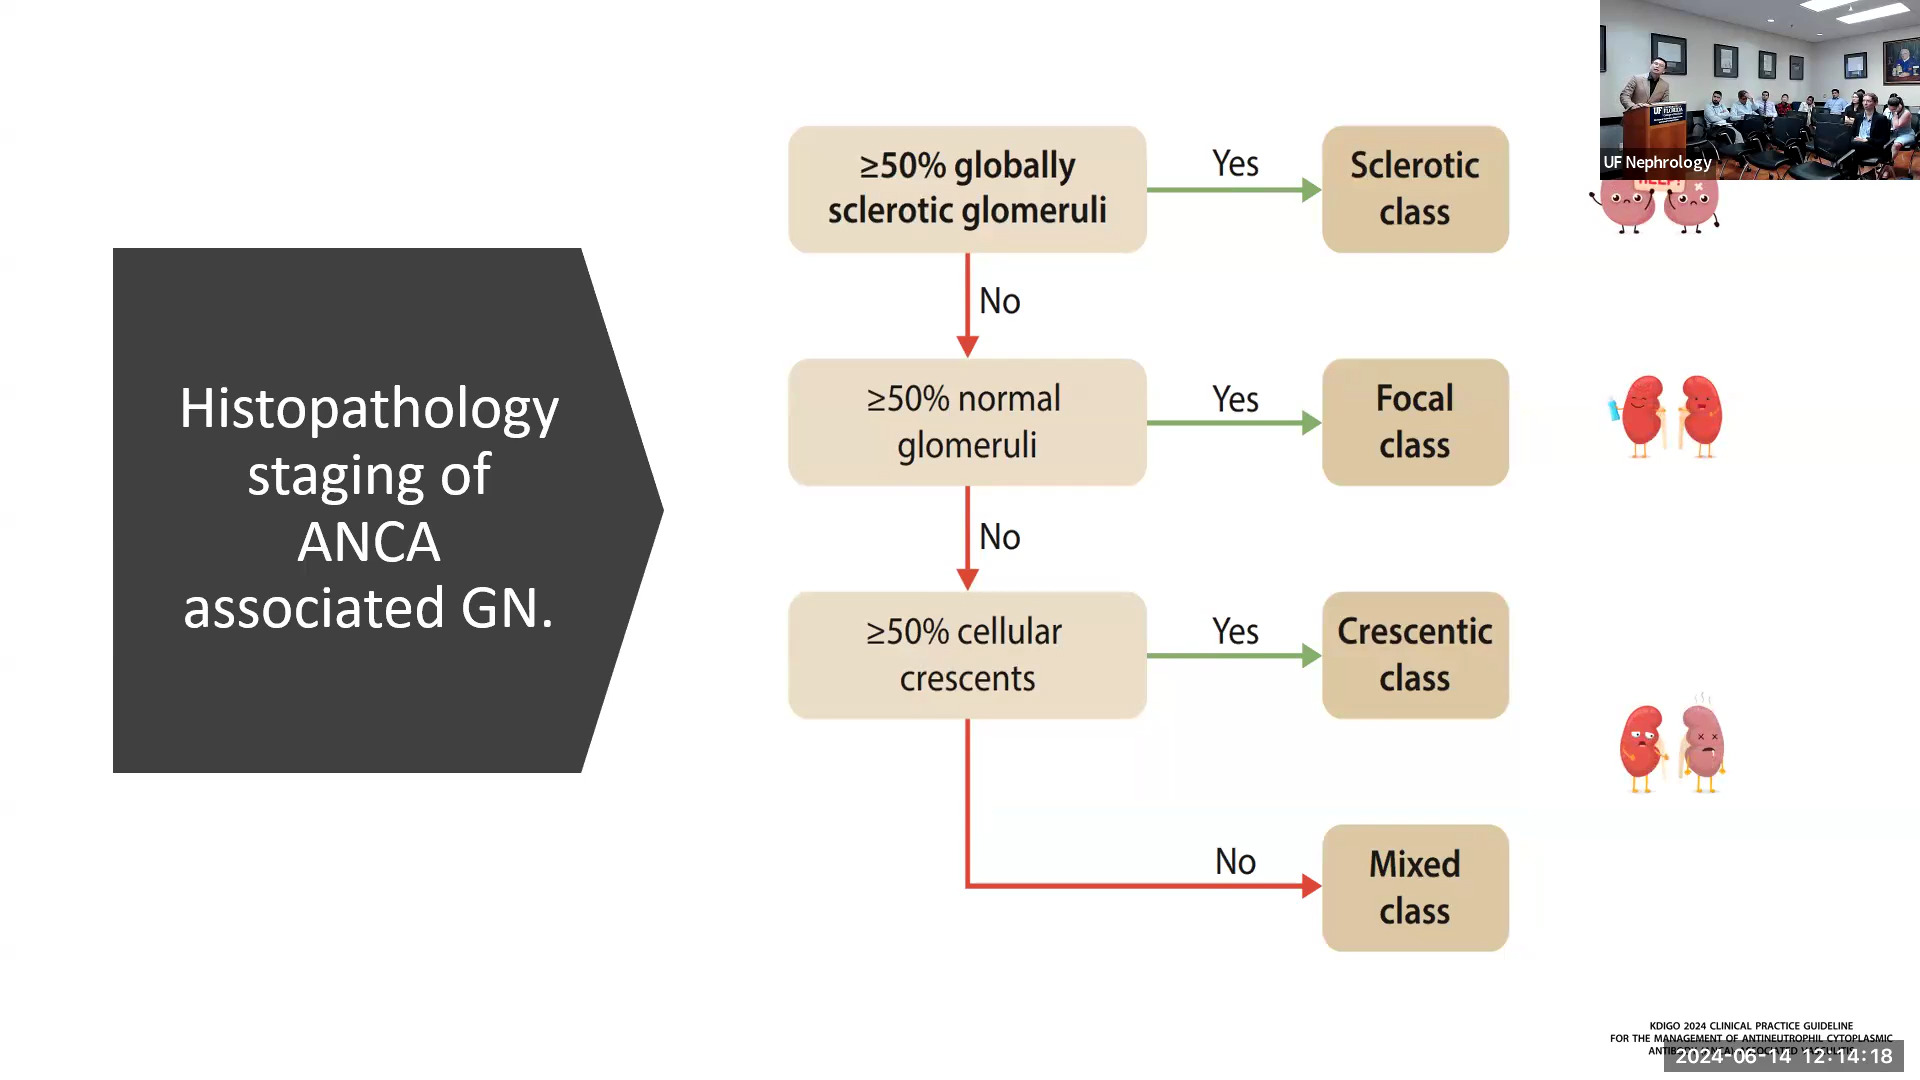 Histopathology
staging of
ANCA
associated GN.
≥50% globally
sclerotic glomeruli
Yes
Sclerotic
class
No
≥50% normal
glomeruli
Yes
Focal
class
No
≥50% cellular
crescents
Yes
Crescentic
class
No
Mixed
class
UF
UF Nephrology
KDIGO 2024 CLINICAL PRACTICE GUIDELINE
FOR THE MANAGEMENT OF ANTINEUTROPHIL CYTOPLASMIC
2024-06-14 12:14:18